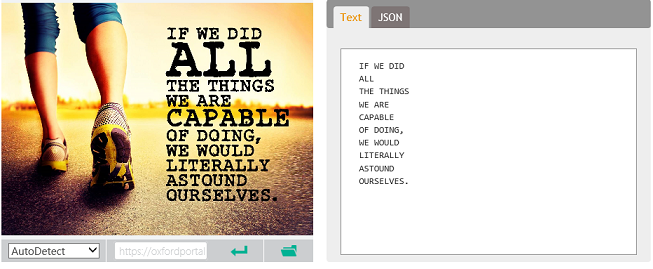 IF WE DID
ALL
THE THINGS
WE ARE
CAPABLE
OF DOING,
WE WOULD
LITERALLY
ASTOUND
OURSELVES.
AutoDetect
https://oxfordportal
Text
JSON
IF WE DID
ALL
THE THINGS
WE ARE
CAPABLE
OF DOING,
WE WOULD
LITERALLY
ASTOUND
OURSELVES.